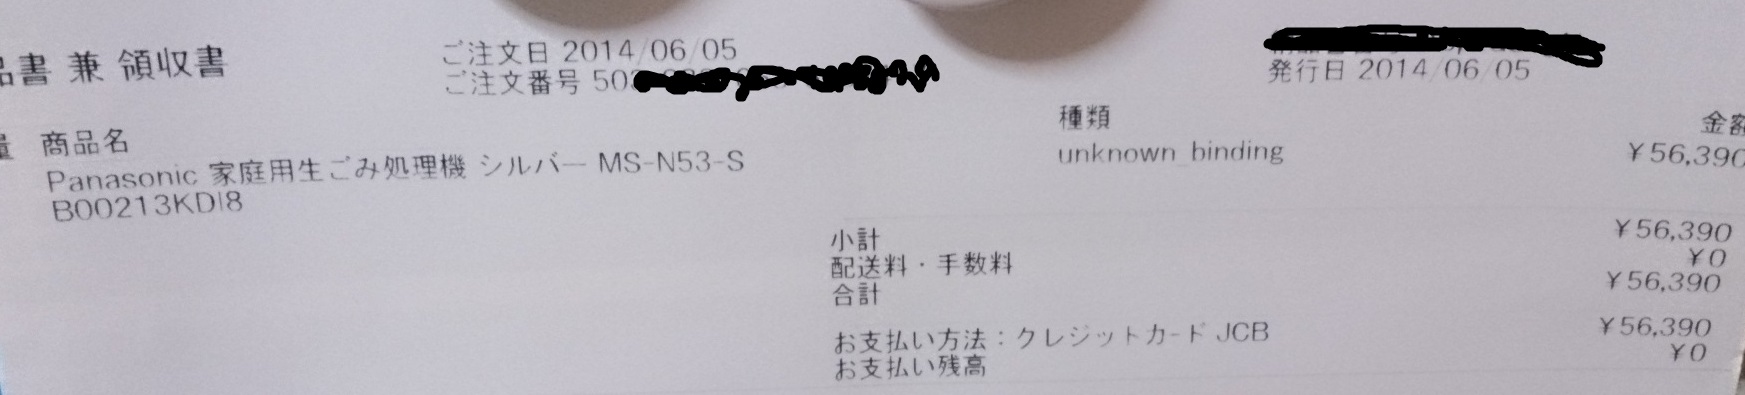 品書 兼 領収書
ご注文日 2014/06/05
ご注文番号 503
発行日 2014/06/05
量 商品名 種類 金額
Panasonic 家庭用生ごみ処理機 シルバー MS-N53-S unknown_binding ¥56,390
B00213KDI8
小計 ¥56,390
配送料・手数料 ¥0
合計 ¥56,390
お支払い方法：クレジットカード JCB ¥56,390
お支払い残高 ¥0